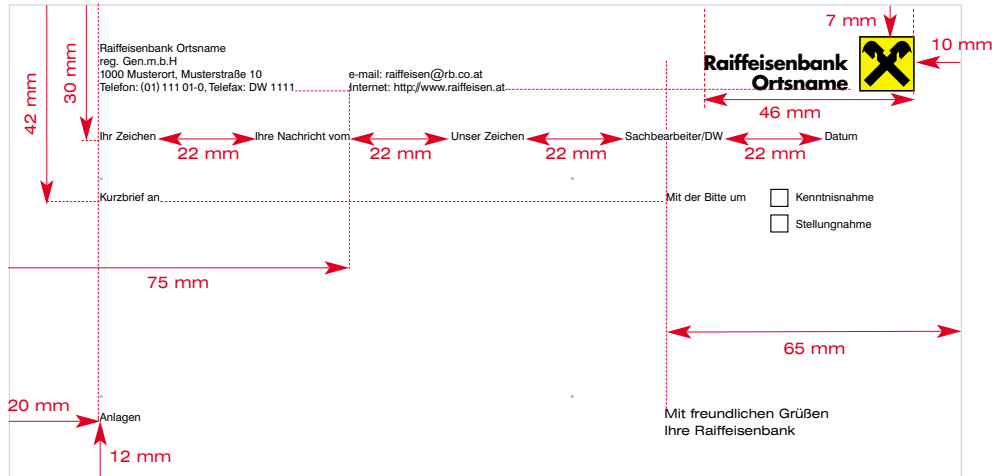 7 mm
10 mm
30 mm
42 mm
Raiffeisenbank Ortsname
reg. Gen.m.b.H
1000 Musterort, Musterstraße 10
Telefon: (01) 111 01-0, Telefax: DW 1111
e-mail: raiffeisen@rb.co.at
Internet: http://www.raiffeisen.at
Raiffeisenbank
Ortsname
46 mm
Ihr Zeichen
Ihre Nachricht vom
Unser Zeichen
Sachbearbeiter/DW
Datum
22 mm
22 mm
22 mm
22 mm
Kurzbrief an
Mit der Bitte um
Kenntnisnahme
Stellungnahme
75 mm
65 mm
20 mm
Anlagen
Mit freundlichen Grüßen
Ihre Raiffeisenbank
12 mm